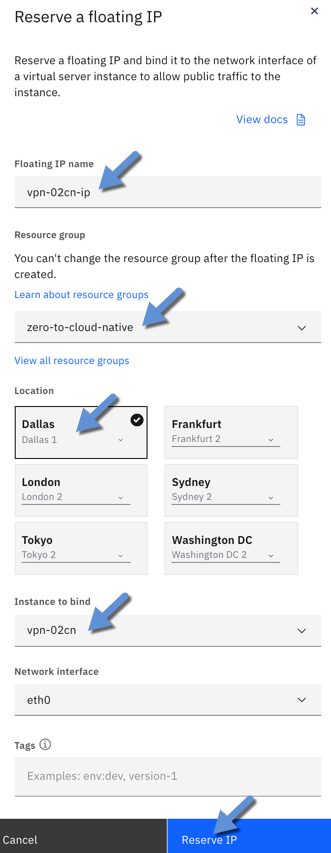 Reserve a floating IP
Reserve a floating IP and bind it to the network interface of
a virtual server instance to allow public traffic to the
instance.
View docs
Floating IP name
vpn-02cn-ip
Resource group
You can't change the resource group after the floating IP is
created.
Learn about resource groups
zero-to-cloud-native
View all resource groups
Location
Dallas
Dallas 1
Frankfurt
Frankfurt 2
London
London 2
Sydney
Sydney 2
Tokyo
Tokyo 2
Washington DC
Washington DC 2
Instance to bind
vpn-02cn
Network interface
eth0
Tags
Examples: env:dev, version-1
Cancel
Reserve IP